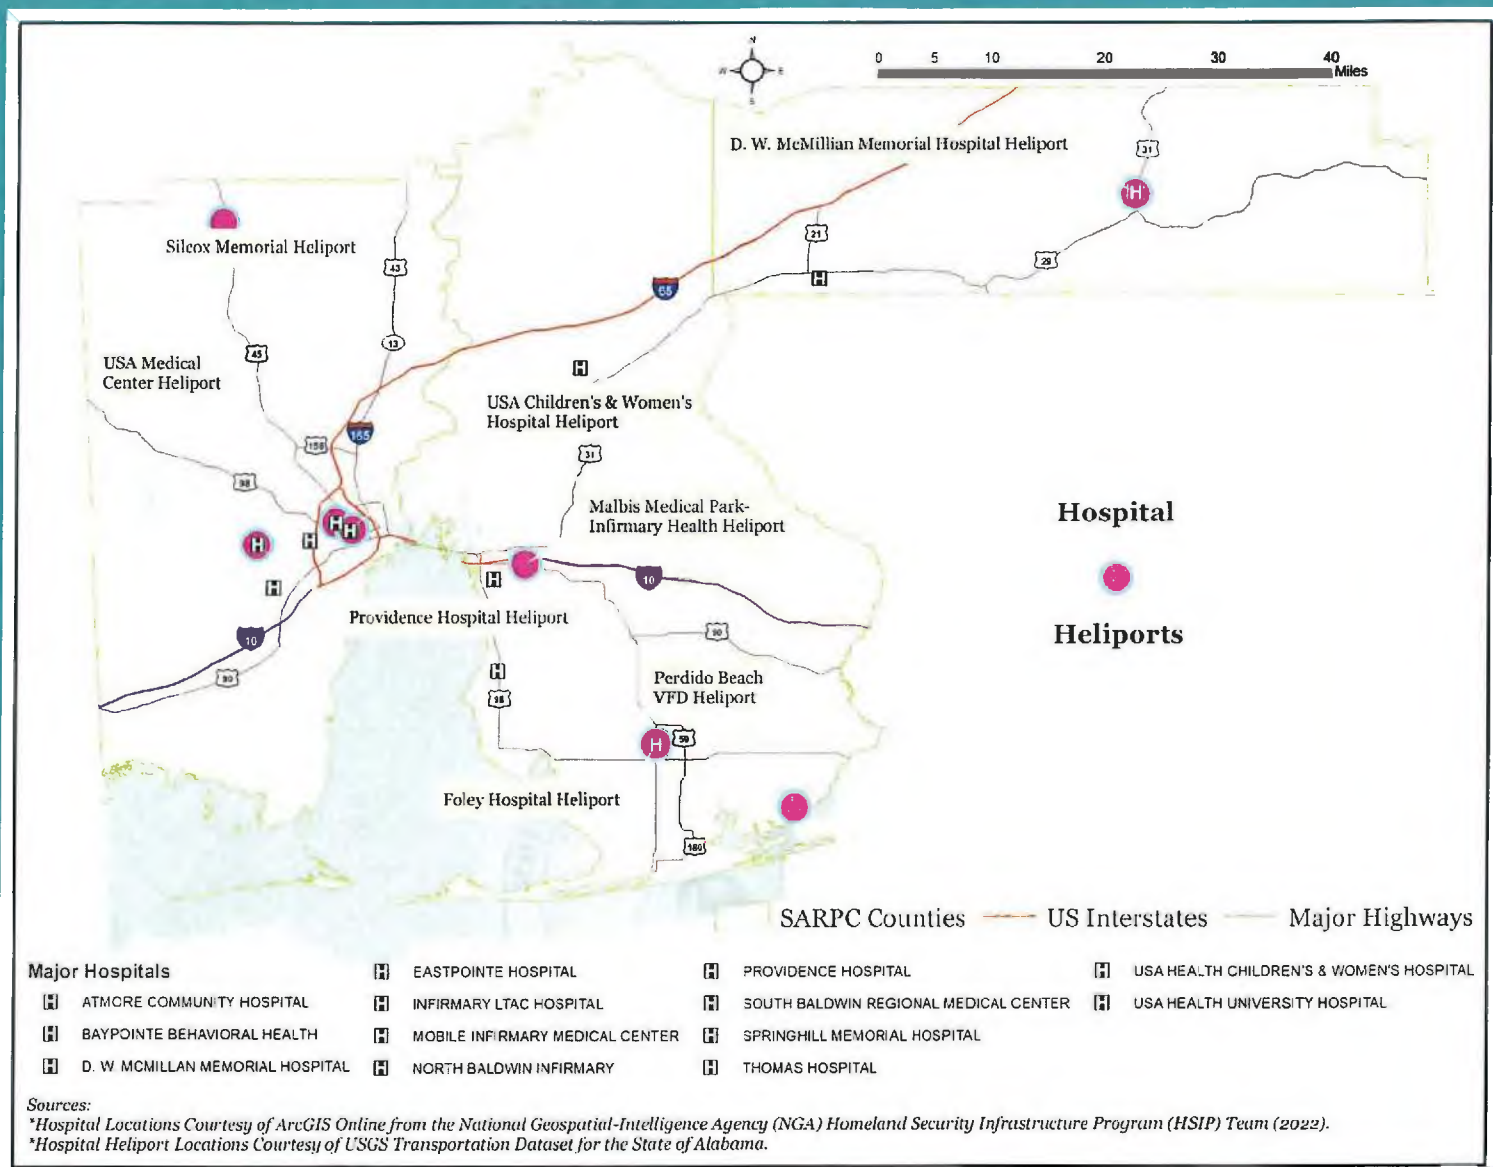 N
W
E
S
0 5 10 20 30 40
Miles
D. W. McMillian Memorial Hospital Heliport
31
H
Silcox Memorial Heliport
43
21
29
H
65
13
45
USA Medical
Center Heliport
H
USA Children's & Women's
Hospital Heliport
165
158
31
98
Malbis Medical Park-
Infirmary Health Heliport
Hospital
H
H
H
H
H
H
10
Heliports
Providence Hospital Heliport
90
10
H
90
Perdido Beach
VFD Heliport
98
H
59
Foley Hospital Heliport
180
SARPC Counties
US Interstates
Major Highways
Major Hospitals
H ATMORE COMMUNITY HOSPITAL
H BAYPOINTE BEHAVIORAL HEALTH
H D. W. MCMILLAN MEMORIAL HOSPITAL
H EASTPOINTE HOSPITAL
H INFIRMARY LTAC HOSPITAL
H MOBILE INFIRMARY MEDICAL CENTER
H NORTH BALDWIN INFIRMARY
H PROVIDENCE HOSPITAL
H SOUTH BALDWIN REGIONAL MEDICAL CENTER
H SPRINGHILL MEMORIAL HOSPITAL
H THOMAS HOSPITAL
H USA HEALTH CHILDREN'S & WOMEN'S HOSPITAL
H USA HEALTH UNIVERSITY HOSPITAL
Sources:
*Hospital Locations Courtesy of ArcGIS Online from the National Geospatial-Intelligence Agency (NGA) Homeland Security Infrastructure Program (HSIP) Team (2022).
*Hospital Heliport Locations Courtesy of USGS Transportation Dataset for the State of Alabama.